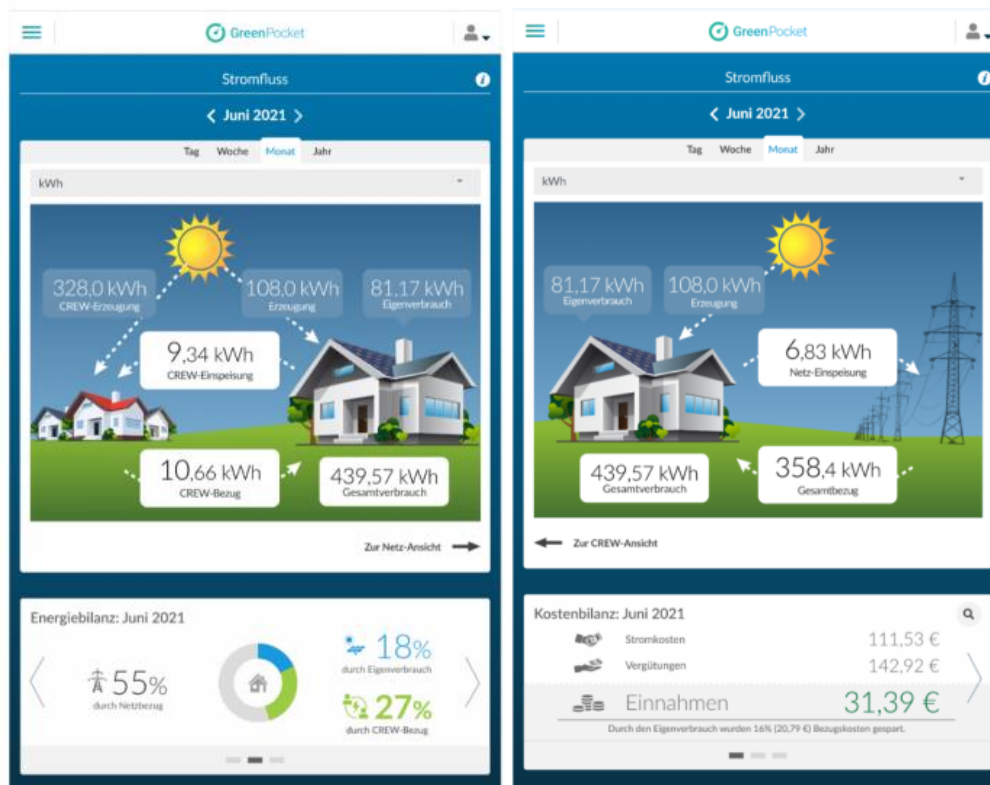 GreenPocket
Stromfluss
Juni 2021
Tag Woche Monat Jahr
kWh
328,0 kWh
CREW-Erzeugung
108,0 kWh
Erzeugung
81,17 kWh
Eigenverbrauch
9,34 kWh
CREW-Einspeisung
10,66 kWh
CREW-Bezug
439,57 kWh
Gesamtverbrauch
Zur Netz-Ansicht
Energiebilanz: Juni 2021
55%
durch Netzbezug
18%
durch Eigenverbrauch
27%
durch CREW-Bezug
GreenPocket
Stromfluss
Juni 2021
Tag Woche Monat Jahr
kWh
81,17 kWh
Eigenverbrauch
108,0 kWh
Erzeugung
6,83 kWh
Netz-Einspeisung
439,57 kWh
Gesamtverbrauch
358,4 kWh
Gesamtbezug
Zur CREW-Ansicht
Kostenbilanz: Juni 2021
Stromkosten 111,53 €
Vergütungen 142,92 €
Einnahmen 31,39 €
Durch den Eigenverbrauch wurden 16% (20,79 €) Bezugskosten gespart.